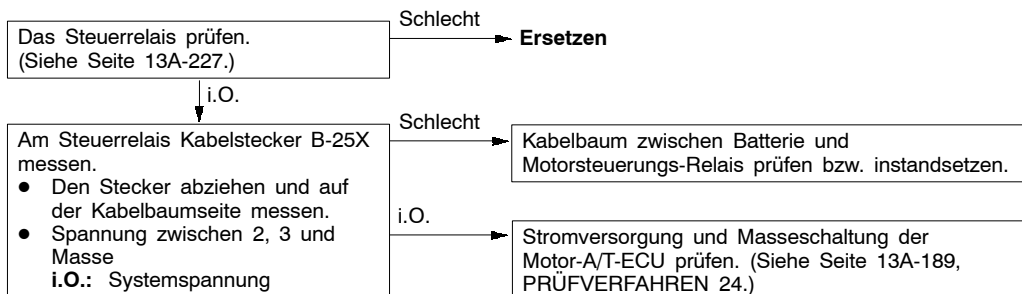 Das Steuerrelais prüfen.
(Siehe Seite 13A-227.)
Schlecht
Ersetzen
i.O.
Am Steuerrelais Kabelstecker B-25X
messen.
● Den Stecker abziehen und auf
der Kabelbaumseite messen.
● Spannung zwischen 2, 3 und
Masse
i.O.: Systemspannung
Schlecht
Kabelbaum zwischen Batterie und
Motorsteuerungs-Relais prüfen bzw. instandsetzen.
i.O.
Stromversorgung und Masseschaltung der
Motor-A/T-ECU prüfen. (Siehe Seite 13A-189,
PRÜFVERFAHREN 24.)